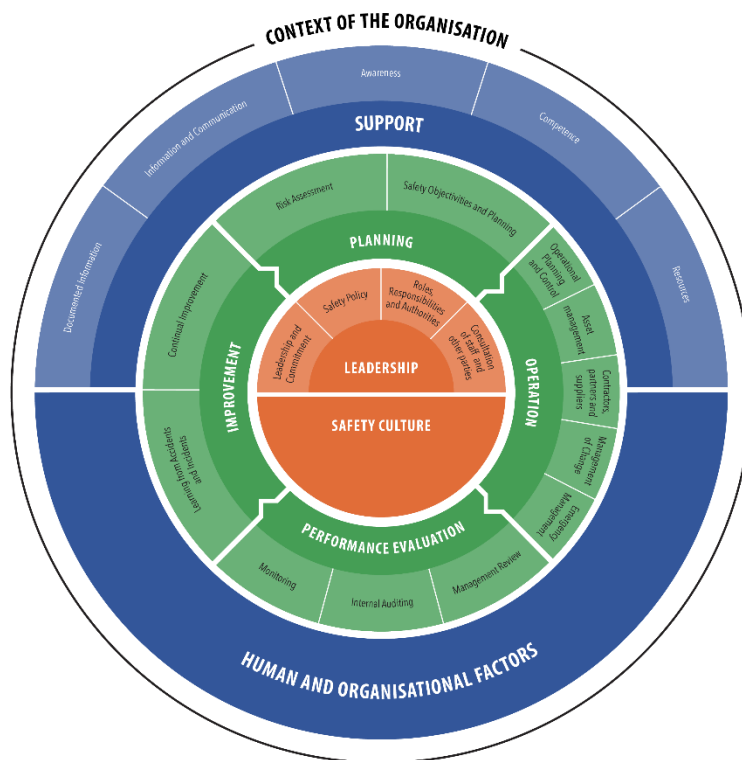 CONTEXT OF THE ORGANISATION
Awareness
Information and Communication
Competence
Documented Information
Resources
SUPPORT
Risk Assessment
Safety Objectivities and Planning
PLANNING
Continual Improvement
Learning from Accidents
and Incidents
IMPROVEMENT
Operational
Planning
and Control
Asset
management
Contractors,
partners and
suppliers
Management
of Change
Emergency
Management
OPERATION
Leadership and
Commitment
Safety Policy
Roles,
Responsibilities
and Authorities
Consultation
of staff and
other parties
LEADERSHIP
SAFETY CULTURE
PERFORMANCE EVALUATION
Monitoring
Internal Auditing
Management Review
HUMAN AND ORGANISATIONAL FACTORS